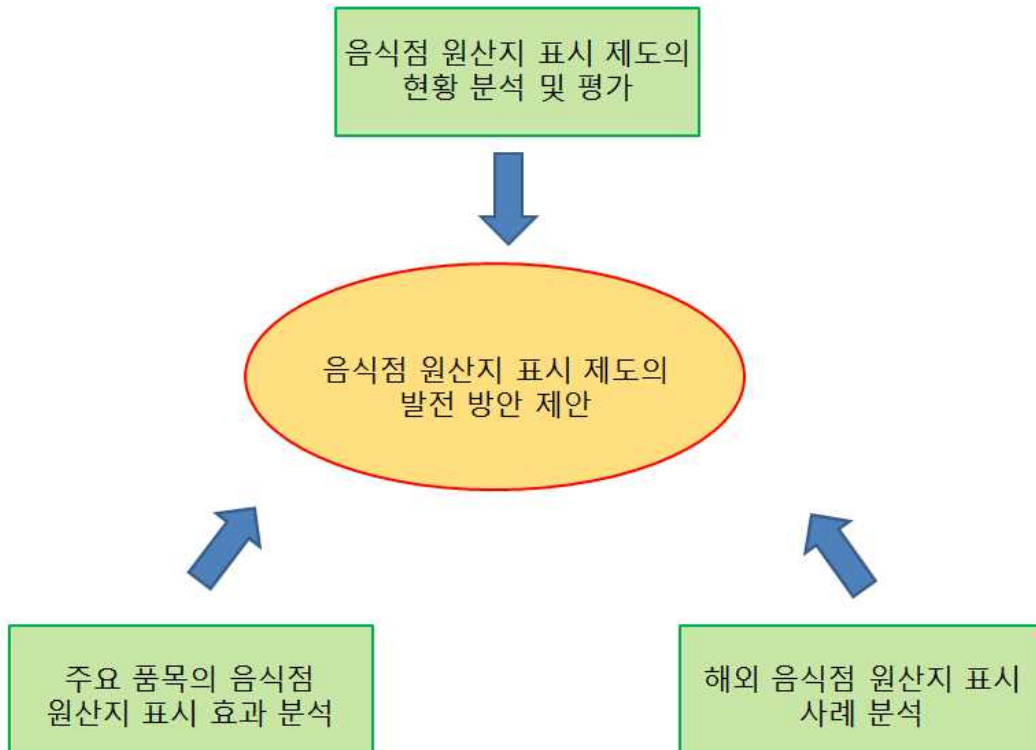 음식점 원산지 표시 제도의
현황 분석 및 평가
음식점 원산지 표시 제도의
발전 방안 제안
주요 품목의 음식점
원산지 표시 효과 분석
해외 음식점 원산지 표시
사례 분석